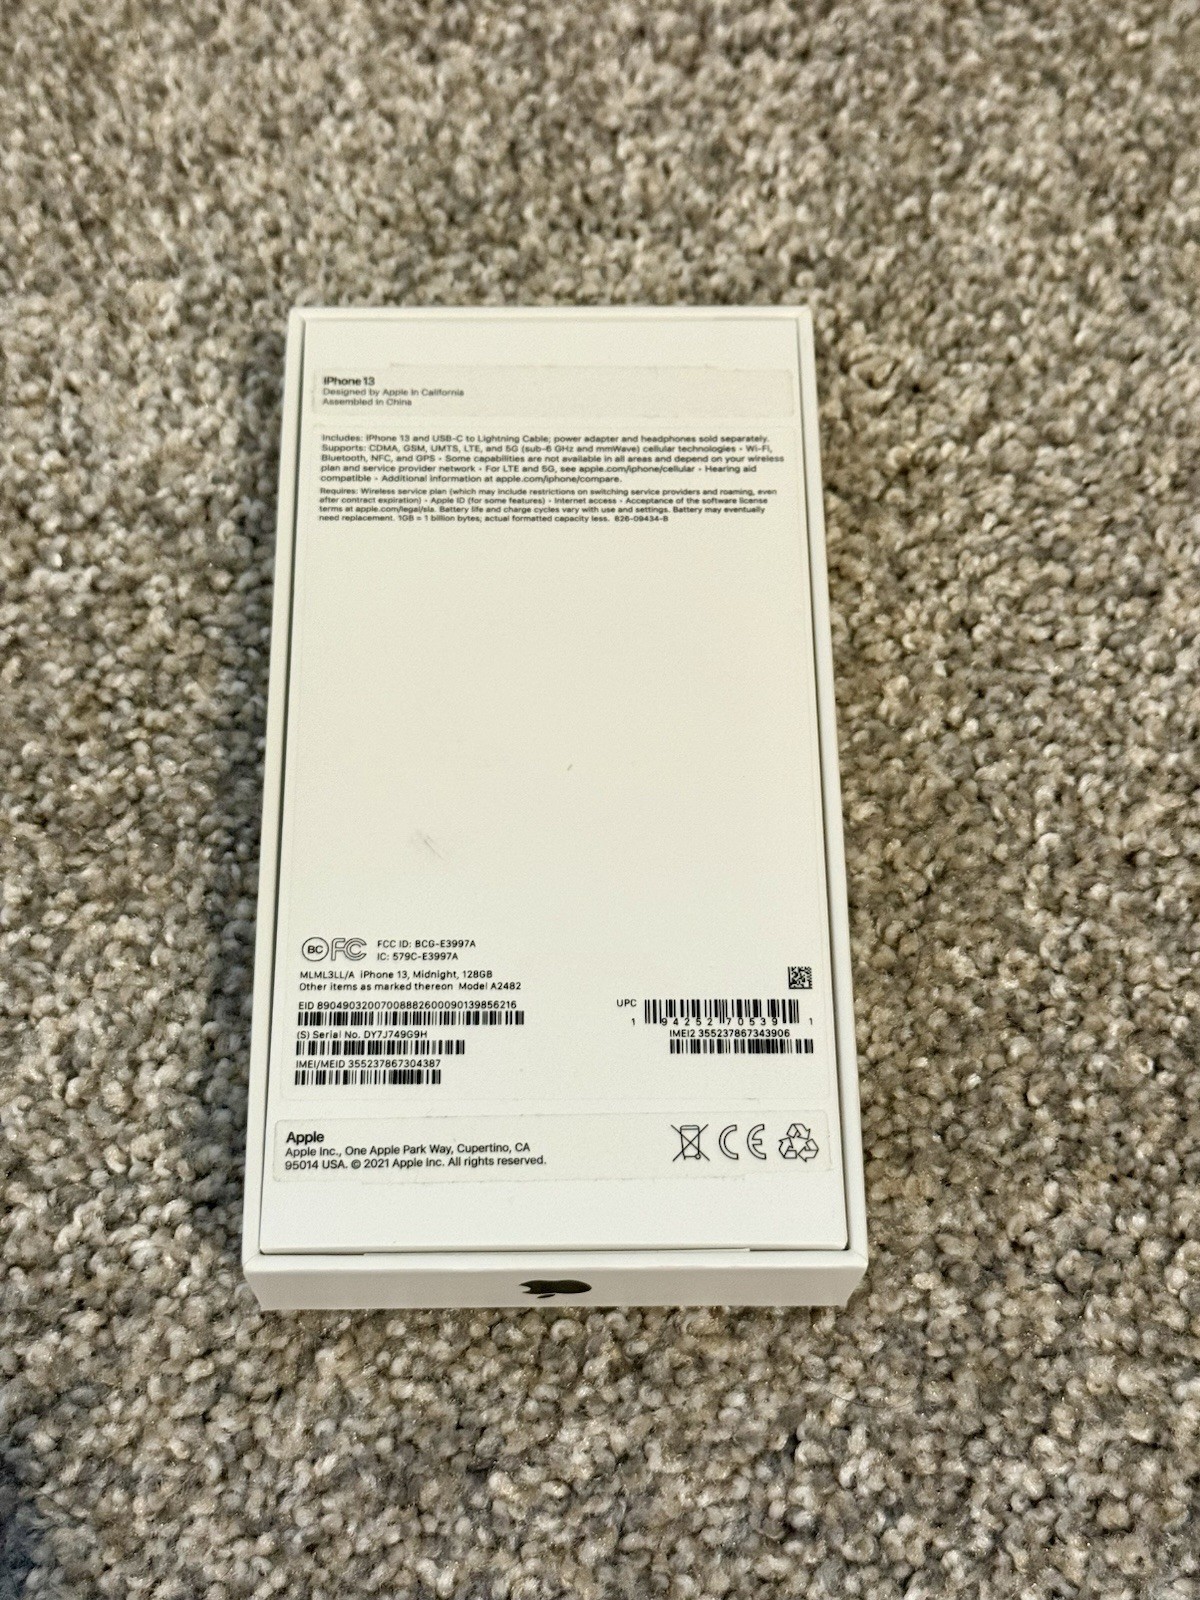 iPhone 13
Designed by Apple in California
Assembled in China
Includes: iPhone 13 and USB-C to Lightning Cable; power adapter and headphones sold separately.
Supports: CDMA, GSM, UMTS, LTE, and 5G (sub-6 GHz and mmWave) cellular technologies • Wi-Fi,
Bluetooth, NFC, and GPS • Some capabilities are not available in all areas and depend on your wireless
plan and service provider network • For LTE and 5G, see apple.com/iphone/cellular • Hearing aid
compatible • Additional information at apple.com/iphone/compare.
Requires: Wireless service plan (which may include restrictions on switching service providers and roaming, even
after contract expiration) • Apple ID (for some features) • Internet access • Acceptance of the software license
terms at apple.com/legal/sla. Battery life and charge cycles vary with use and settings. Battery may eventually
need replacement. 1GB = 1 billion bytes; actual formatted capacity less. 826-09434-B
BC FC FCC ID: BCG-E3997A
IC: 579C-E3997A
MLML3LL/A iPhone 13, Midnight, 128GB
Other items as marked thereon Model A2482
EID 89049032007008882600090139856216
(S) Serial No. DY7J749G9H
IMEI/MEID 355237867304387
UPC
1 94252 70539 1
IMEI2 355237867343906
Apple
Apple Inc., One Apple Park Way, Cupertino, CA
95014 USA. © 2021 Apple Inc. All rights reserved.
CE